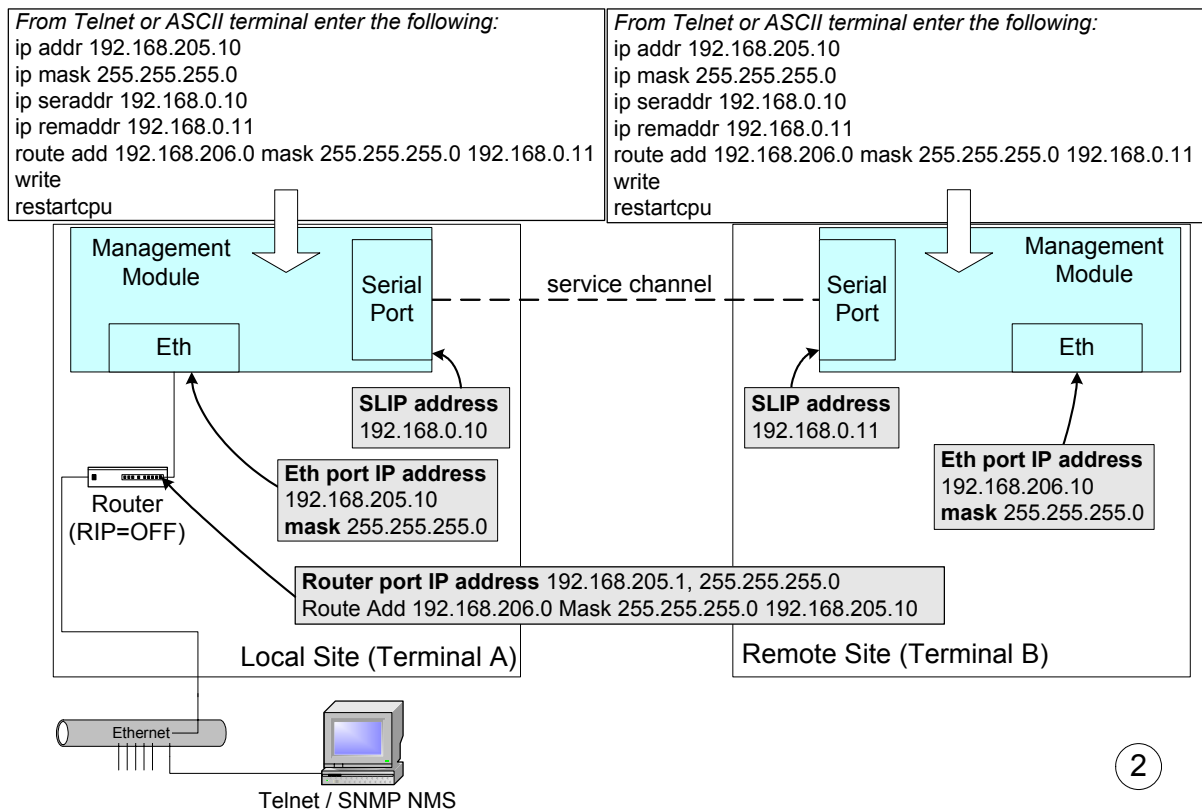 From Telnet or ASCII terminal enter the following:
ip addr 192.168.205.10
ip mask 255.255.255.0
ip seraddr 192.168.0.10
ip remaddr 192.168.0.11
route add 192.168.206.0 mask 255.255.255.0 192.168.0.11
write
restartcpu
From Telnet or ASCII terminal enter the following:
ip addr 192.168.205.10
ip mask 255.255.255.0
ip seraddr 192.168.0.10
ip remaddr 192.168.0.11
route add 192.168.206.0 mask 255.255.255.0 192.168.0.11
write
restartcpu
Management
Module
Serial
Port
Eth
service channel
Serial
Port
Management
Module
Eth
SLIP address
192.168.0.10
SLIP address
192.168.0.11
Eth port IP address
192.168.205.10
mask 255.255.255.0
Eth port IP address
192.168.206.10
mask 255.255.255.0
Router
(RIP=OFF)
Router port IP address 192.168.205.1, 255.255.255.0
Route Add 192.168.206.0 Mask 255.255.255.0 192.168.205.10
Local Site (Terminal A)
Remote Site (Terminal B)
Ethernet
Telnet / SNMP NMS
2